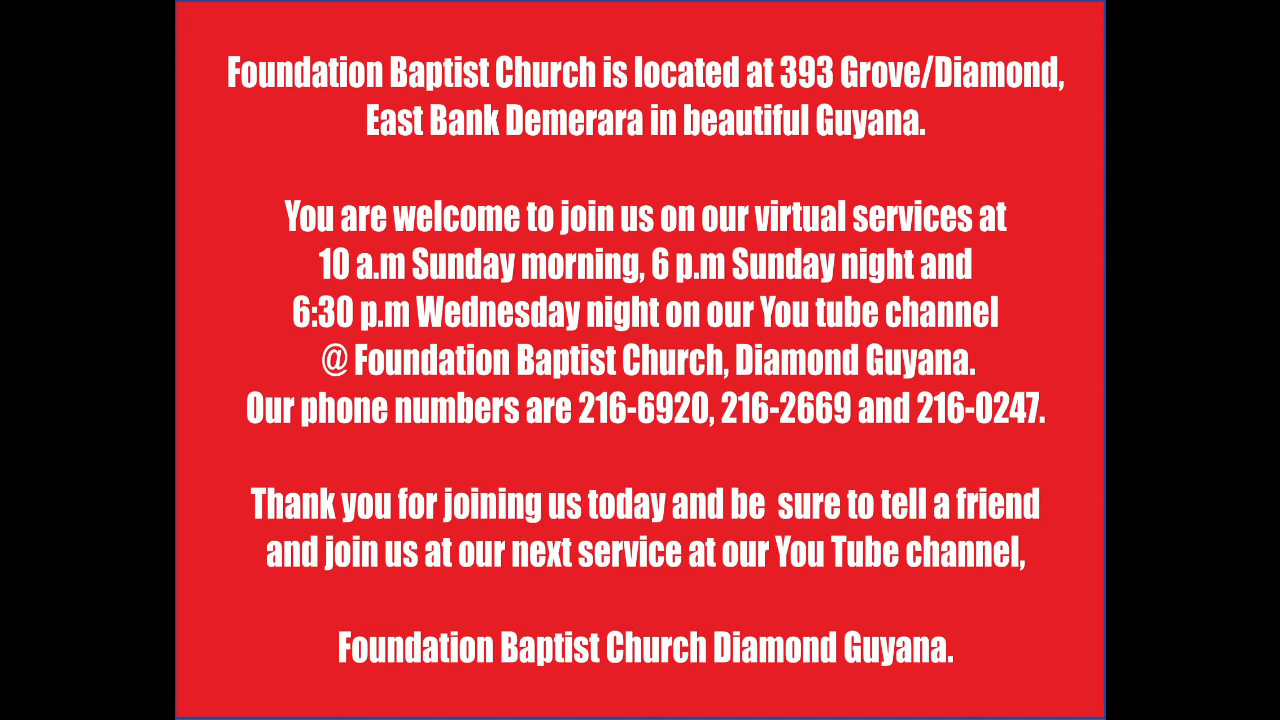 Foundation Baptist Church is located at 393 Grove/Diamond,
East Bank Demerara in beautiful Guyana.
You are welcome to join us on our virtual services at
10 a.m Sunday morning, 6 p.m Sunday night and
6:30 p.m Wednesday night on our You tube channel
@ Foundation Baptist Church, Diamond Guyana.
Our phone numbers are 216-6920, 216-2669 and 216-0247.
Thank you for joining us today and be  sure to tell a friend
and join us at our next service at our You Tube channel,
Foundation Baptist Church Diamond Guyana.